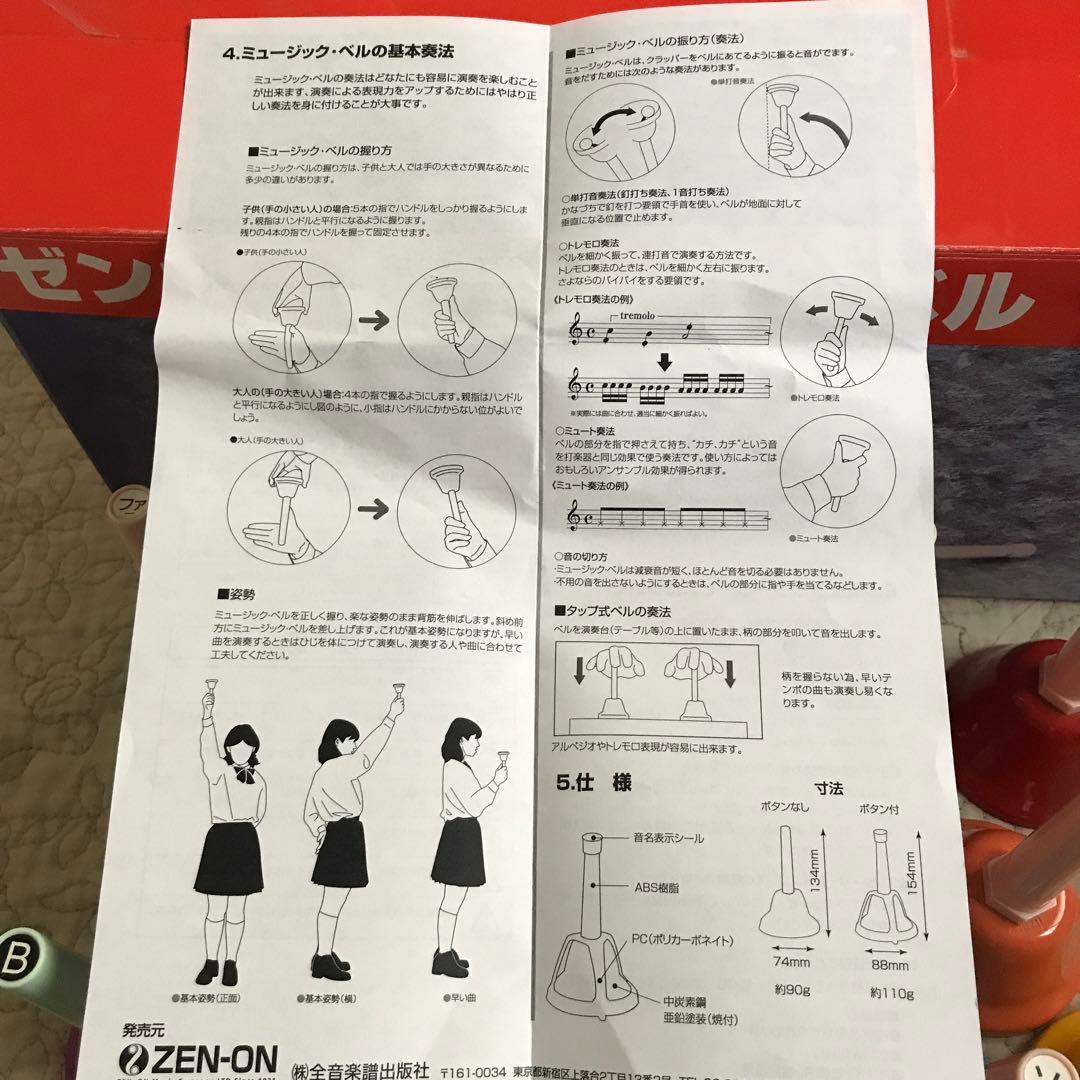 4.ミュージック・ベルの基本奏法
ミュージック・ベルの奏法はどなたにも容易に演奏を楽しむこと
が出来ます、演奏による表現力をアップするためにはやはり正
しい奏法を身に付けることが大事です。
■ミュージック・ベルの握り方
ミュージック・ベルの握り方は、子供と大人では手の大きさが異なるために
多少の違いがあります。
子供(手の小さい人)の場合:5本の指でハンドルをしっかり握るようにしま
す。親指はハンドルと平行になるように握ります。
残りの4本の指でハンドルを握って固定させます。
●子供(手の小さい人)
大人の(手の大きい人)場合:4本の指で握るようにします。親指はハンドル
と平行になるようにし図のように、小指はハンドルにかからない位がよいで
しょう。
●大人(手の大きい人)
■姿勢
ミュージック・ベルを正しく握り、楽な姿勢のまま背筋を伸ばします。斜め前
方にミュージック・ベルを差し上げます。これが基本姿勢になりますが、早い
曲を演奏するときはひじを体につけて演奏し、演奏する人や曲に合わせて
工夫してください。
●基本姿勢(正面)
●基本姿勢(横)
●早い曲
発売元
ZEN-ON
㈱全音楽譜出版社
〒161-0034 東京都新宿区上落合2丁目13番3号
■ミュージック・ベルの振り方(奏法)
ミュージック・ベルは、クラッパーをベルにあてるように振ると音がでます。
音をだすためには次のような奏法があります。
●単打音奏法
○単打音奏法(釘打ち奏法、1音打ち奏法)
かなづちで釘を打つ要領で手首を使い、ベルが地面に対して
垂直になる位置で止めます。
○トレモロ奏法
ベルを細かく振って、連打音で演奏する方法です。
トレモロ奏法のときは、ベルを細かく左右に振ります。
さよならのバイバイをする要領です。
《トレモロ奏法の例》
tremolo
※実際には曲に合わせ、適当に細かく振ればよい。
●トレモロ奏法
○ミュート奏法
ベルの部分を指で押さえて持ち、“カチ、カチ”という音
を打楽器と同じ効果で使う奏法です。使い方によっては
おもしろいアンサンブル効果が得られます。
《ミュート奏法の例》
●ミュート奏法
○音の切り方
・ミュージック・ベルは減衰音が短く、ほとんど音を切る必要はありません。
・不用の音を出さないようにするときは、ベルの部分に指や手を当てるなどします。
■タップ式ベルの奏法
ベルを演奏台(テーブル等)の上に置いたまま、柄の部分を叩いて音を出します。
柄を握らない為、早いテ
ンポの曲も演奏し易くな
ります。
アルペジオやトレモロ表現が容易に出来ます。
5.仕 様
寸法
ボタンなし
ボタン付
音名表示シール
ABS樹脂
PC(ポリカーボネイト)
中炭素鋼
亜鉛塗装(焼付)
134mm
154mm
74mm
88mm
約90g
約110g
ゼン
ベル
ファ
B